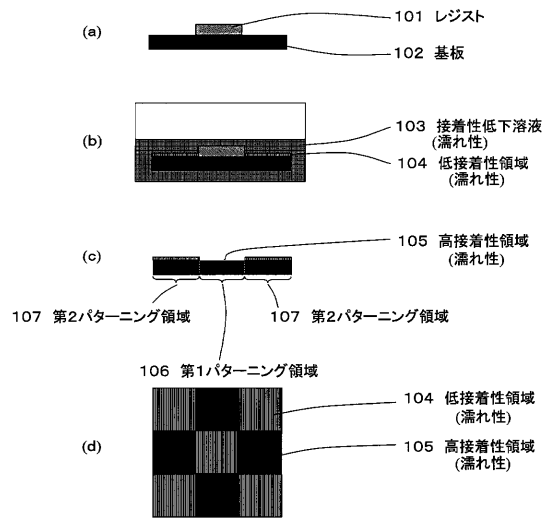 (a)
101 レジスト
102 基板
(b)
103 接着性低下溶液
(濡れ性)
104 低接着性領域
(濡れ性)
(c)
105 高接着性領域
(濡れ性)
107 第2パターニング領域
107 第2パターニング領域
106 第1パターニング領域
(d)
104 低接着性領域
(濡れ性)
105 高接着性領域
(濡れ性)